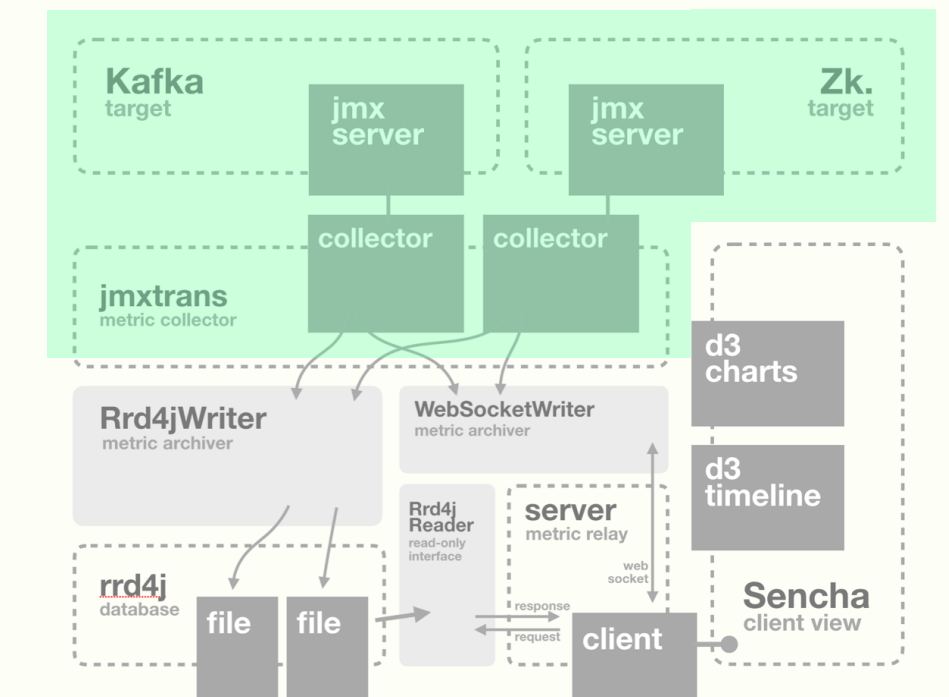 Kafka
target
jmx
server
jmx
server
Zk.
target
collector
collector
jmxtrans
metric collector
d3
charts
Rrd4jWriter
metric archiver
WebSocketWriter
metric archiver
d3
timeline
Rrd4j
Reader
read-only
interface
server
metric relay
web
socket
rrd4j
database
file
file
response
request
client
Sencha
client view